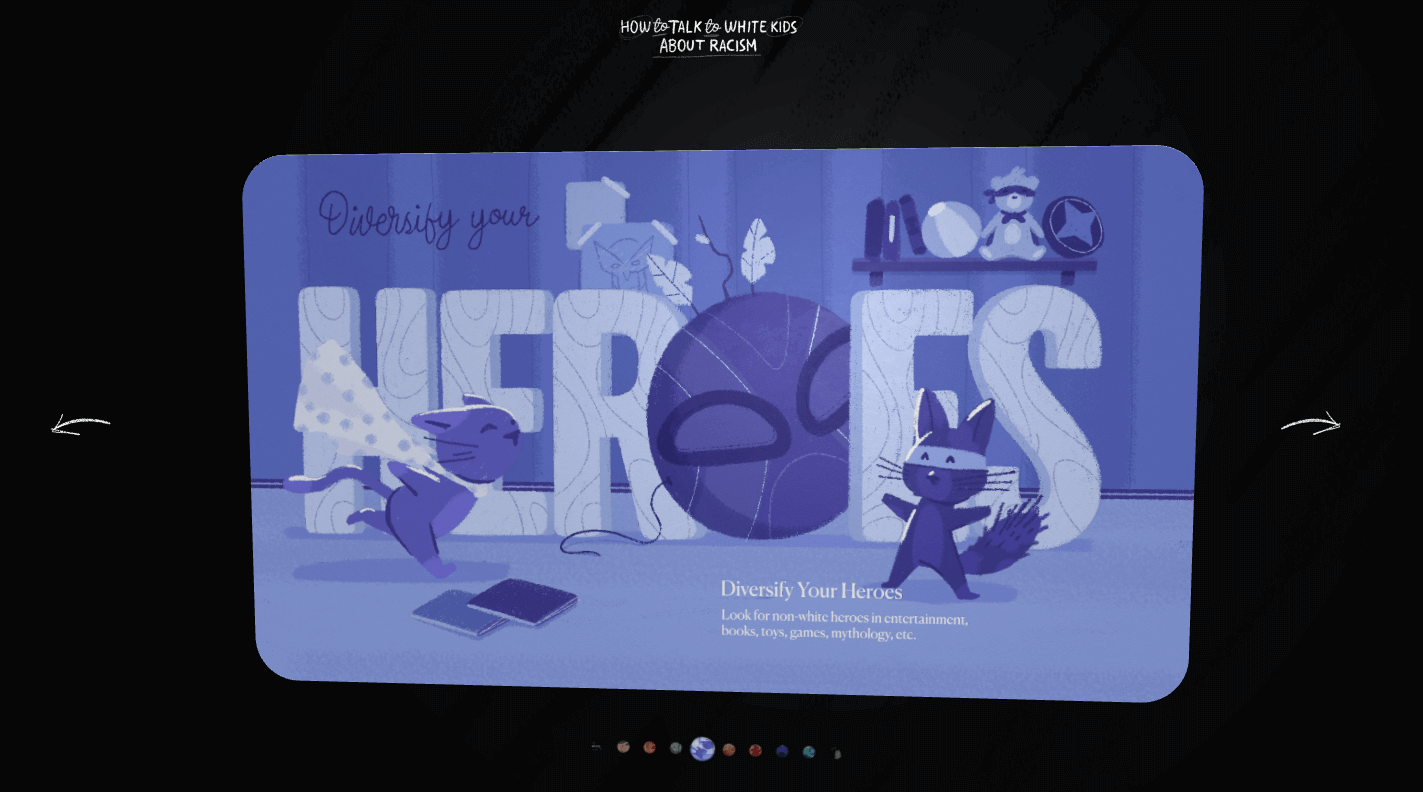 HOW to TALK to WHITE KIDS
ABOUT RACISM
Diversify your
HEROES
Diversify Your Heroes
Look for non-white heroes in entertainment,
books, toys, games, mythology, etc.